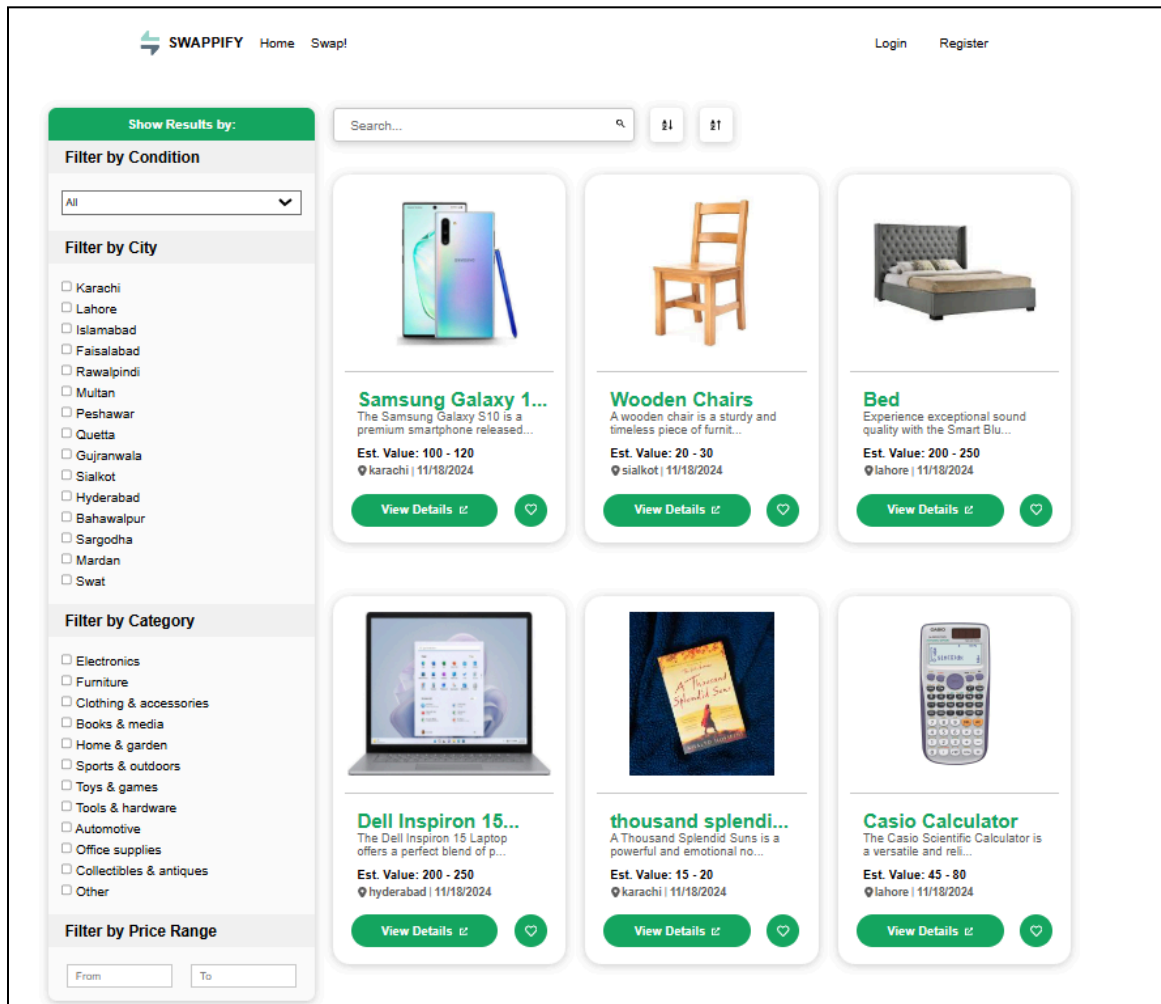 SWAPPIFY Home Swap! Login Register
Show Results by:
Filter by Condition
All
Filter by City
Karachi
Lahore
Islamabad
Faisalabad
Rawalpindi
Multan
Peshawar
Quetta
Gujranwala
Sialkot
Hyderabad
Bahawalpur
Sargodha
Mardan
Swat
Filter by Category
Electronics
Furniture
Clothing & accessories
Books & media
Home & garden
Sports & outdoors
Toys & games
Tools & hardware
Automotive
Office supplies
Collectibles & antiques
Other
Filter by Price Range
From To
Search...
SAMSUNG
Samsung Galaxy 1...
The Samsung Galaxy S10 is a
premium smartphone released...
Est. Value: 100 - 120
karachi | 11/18/2024
View Details
Wooden Chairs
A wooden chair is a sturdy and
timeless piece of furnit...
Est. Value: 20 - 30
sialkot | 11/18/2024
View Details
Bed
Experience exceptional sound
quality with the Smart Blu...
Est. Value: 200 - 250
lahore | 11/18/2024
View Details
Dell Inspiron 15...
The Dell Inspiron 15 Laptop
offers a perfect blend of p...
Est. Value: 200 - 250
hyderabad | 11/18/2024
View Details
A Thousand
Splendid Suns
thousand splendi...
A Thousand Splendid Suns is a
powerful and emotional no...
Est. Value: 15 - 20
karachi | 11/18/2024
View Details
CASIO
Casio Calculator
The Casio Scientific Calculator is
a versatile and reli...
Est. Value: 45 - 80
lahore | 11/18/2024
View Details